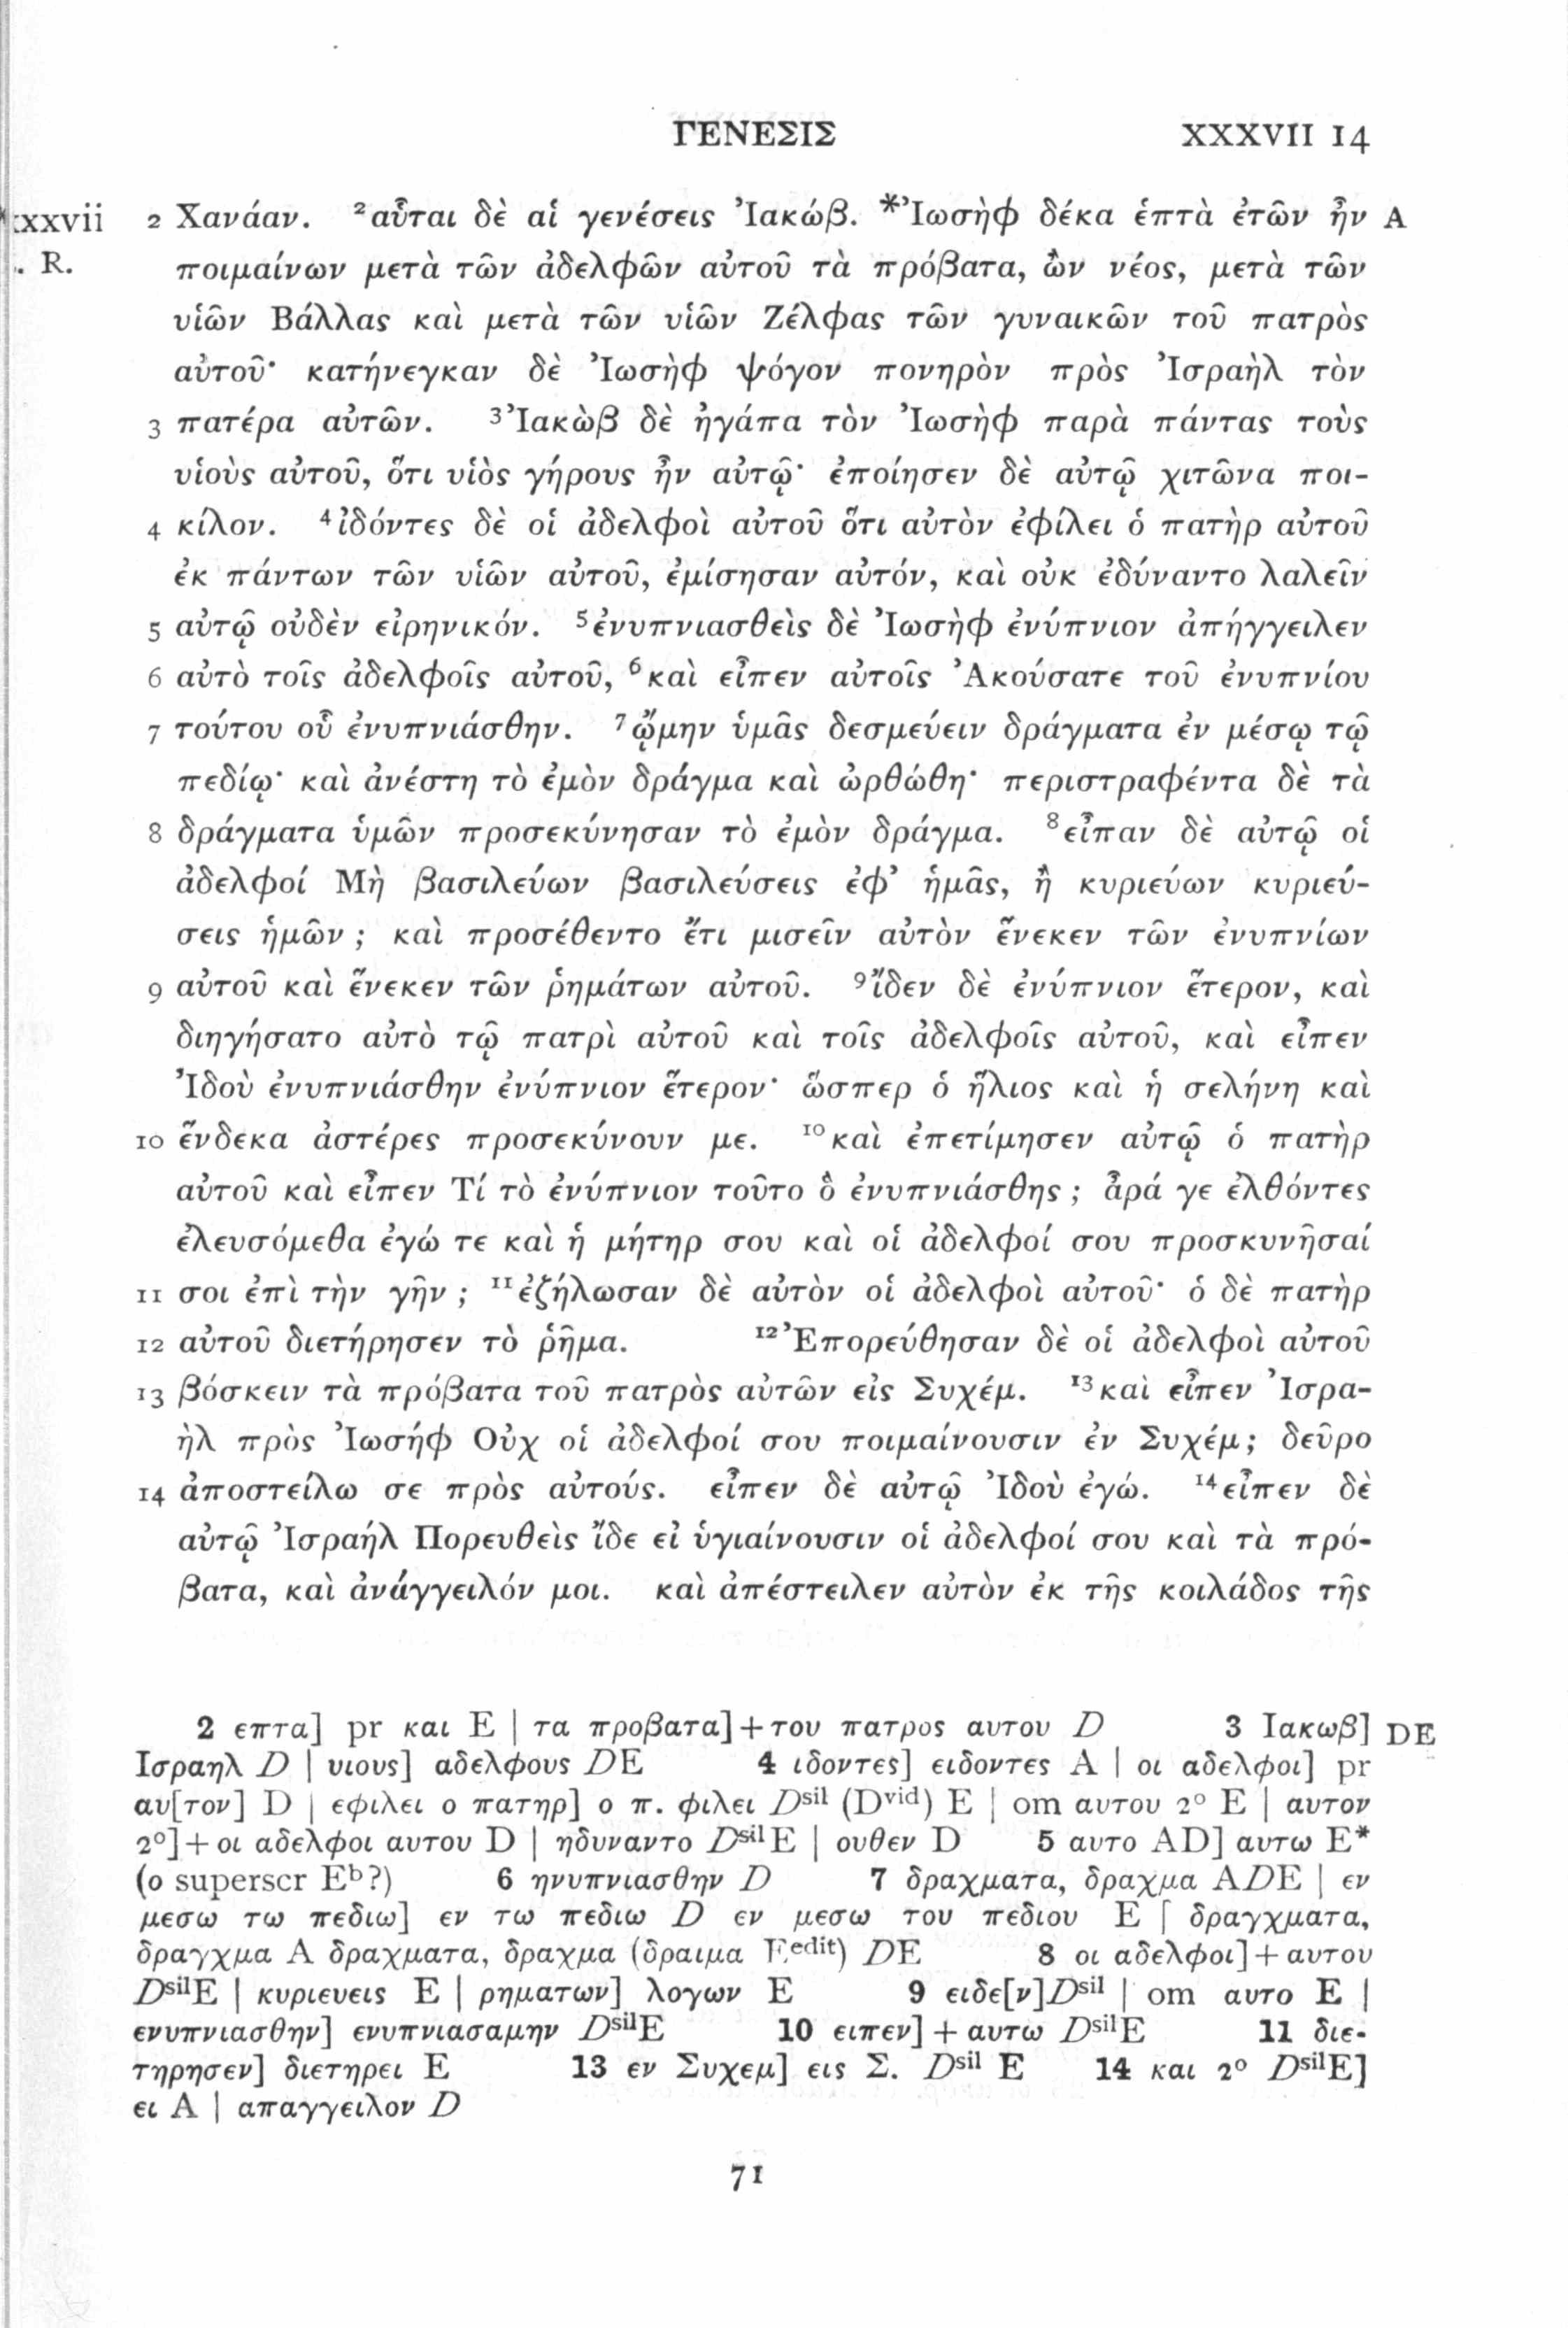 ΓΕΝΕΣΙΣ XXXVII 14
xxvii 2 Χανάαν. ²αὗται δὲ αἱ γενέσεις Ἰακώβ. *Ἰωσὴφ δέκα ἑπτὰ ἐτῶν ἦν A
R. ποιμαίνων μετὰ τῶν ἀδελφῶν αὐτοῦ τὰ πρόβατα, ὢν νέος, μετὰ τῶν
υἱῶν Βάλλας καὶ μετὰ τῶν υἱῶν Ζέλφας τῶν γυναικῶν τοῦ πατρὸς
αὐτοῦ· κατήνεγκαν δὲ Ἰωσὴφ ψόγον πονηρὸν πρὸς Ἰσραὴλ τὸν
3 πατέρα αὐτῶν. ³Ἰακὼβ δὲ ἠγάπα τὸν Ἰωσὴφ παρὰ πάντας τοὺς
υἱοὺς αὐτοῦ, ὅτι υἱὸς γήρους ἦν αὐτῷ· ἐποίησεν δὲ αὐτῷ χιτῶνα ποι-
4 κίλον. ⁴ἰδόντες δὲ οἱ ἀδελφοὶ αὐτοῦ ὅτι αὐτὸν ἐφίλει ὁ πατὴρ αὐτοῦ
ἐκ πάντων τῶν υἱῶν αὐτοῦ, ἐμίσησαν αὐτόν, καὶ οὐκ ἐδύναντο λαλεῖν
5 αὐτῷ οὐδὲν εἰρηνικόν. ⁵ἐνυπνιασθεὶς δὲ Ἰωσὴφ ἐνύπνιον ἀπήγγειλεν
6 αὐτὸ τοῖς ἀδελφοῖς αὐτοῦ, ⁶καὶ εἶπεν αὐτοῖς Ἀκούσατε τοῦ ἐνυπνίου
7 τούτου οὗ ἐνυπνιάσθην. ⁷ᾤμην ὑμᾶς δεσμεύειν δράγματα ἐν μέσῳ τῷ
πεδίῳ· καὶ ἀνέστη τὸ ἐμὸν δράγμα καὶ ὠρθώθη· περιστραφέντα δὲ τὰ
8 δράγματα ὑμῶν προσεκύνησαν τὸ ἐμὸν δράγμα. ⁸εἶπαν δὲ αὐτῷ οἱ
ἀδελφοί Μὴ βασιλεύων βασιλεύσεις ἐφ’ ἡμᾶς, ἢ κυριεύων κυριεύ-
σεις ἡμῶν ; καὶ προσέθεντο ἔτι μισεῖν αὐτὸν ἕνεκεν τῶν ἐνυπνίων
9 αὐτοῦ καὶ ἕνεκεν τῶν ῥημάτων αὐτοῦ. ⁹ἴδεν δὲ ἐνύπνιον ἕτερον, καὶ
διηγήσατο αὐτὸ τῷ πατρὶ αὐτοῦ καὶ τοῖς ἀδελφοῖς αὐτοῦ, καὶ εἶπεν
Ἰδοὺ ἐνυπνιάσθην ἐνύπνιον ἕτερον· ὥσπερ ὁ ἥλιος καὶ ἡ σελήνη καὶ
10 ἕνδεκα ἀστέρες προσεκύνουν με. ¹⁰καὶ ἐπετίμησεν αὐτῷ ὁ πατὴρ
αὐτοῦ καὶ εἶπεν Τί τὸ ἐνύπνιον τοῦτο ὃ ἐνυπνιάσθης ; ἆρά γε ἐλθόντες
ἐλευσόμεθα ἐγώ τε καὶ ἡ μήτηρ σου καὶ οἱ ἀδελφοί σου προσκυνῆσαί
11 σοι ἐπὶ τὴν γῆν ; ¹¹ἐζήλωσαν δὲ αὐτὸν οἱ ἀδελφοὶ αὐτοῦ· ὁ δὲ πατὴρ
12 αὐτοῦ διετήρησεν τὸ ῥῆμα. ¹²Ἐπορεύθησαν δὲ οἱ ἀδελφοὶ αὐτοῦ
13 βόσκειν τὰ πρόβατα τοῦ πατρὸς αὐτῶν εἰς Συχέμ. ¹³καὶ εἶπεν Ἰσρα-
ὴλ πρὸς Ἰωσήφ Οὐχ οἱ ἀδελφοί σου ποιμαίνουσιν ἐν Συχέμ; δεῦρο
14 ἀποστείλω σε πρὸς αὐτούς. εἶπεν δὲ αὐτῷ Ἰδοὺ ἐγώ. ¹⁴εἶπεν δὲ
αὐτῷ Ἰσραήλ Πορευθεὶς ἴδε εἰ ὑγιαίνουσιν οἱ ἀδελφοί σου καὶ τὰ πρό-
βατα, καὶ ἀνάγγειλόν μοι. καὶ ἀπέστειλεν αὐτὸν ἐκ τῆς κοιλάδος τῆς
2 επτα] pr και E | τα προβατα]+του πατρος αυτου D 3 Ιακωβ] DE
Ισραηλ D | υιους] αδελφους DE 4 ιδοντες] ειδοντες A | οι αδελφοι] pr
αυ[τον] D | εφιλει ο πατηρ] ο π. φιλει Dsil (Dvid) E | om αυτου 2° E | αυτον
2°]+οι αδελφοι αυτου D | ηδυναντο DsilE | ουθεν D 5 αυτο AD] αυτω E*
(ο superscr Eb?) 6 ηνυπνιασθην D 7 δραχματα, δραχμα ADE | εν
μεσω τω πεδιω] εν τω πεδιω D εν μεσω του πεδιου E | δραγχματα,
δραγχμα A δραχματα, δραχμα (δραιμα Eedit) DE 8 οι αδελφοι]+αυτου
DsilE | κυριευεις E | ρηματων] λογων E 9 ειδε[ν]Dsil | om αυτο E |
ενυπνιασθην] ενυπνιασαμην DsilE 10 ειπεν]+αυτω DsilE 11 διε-
τηρησεν] διετηρει E 13 εν Συχεμ] εις Σ. Dsil E 14 και 2° DsilE]
ει A | απαγγειλον D
71